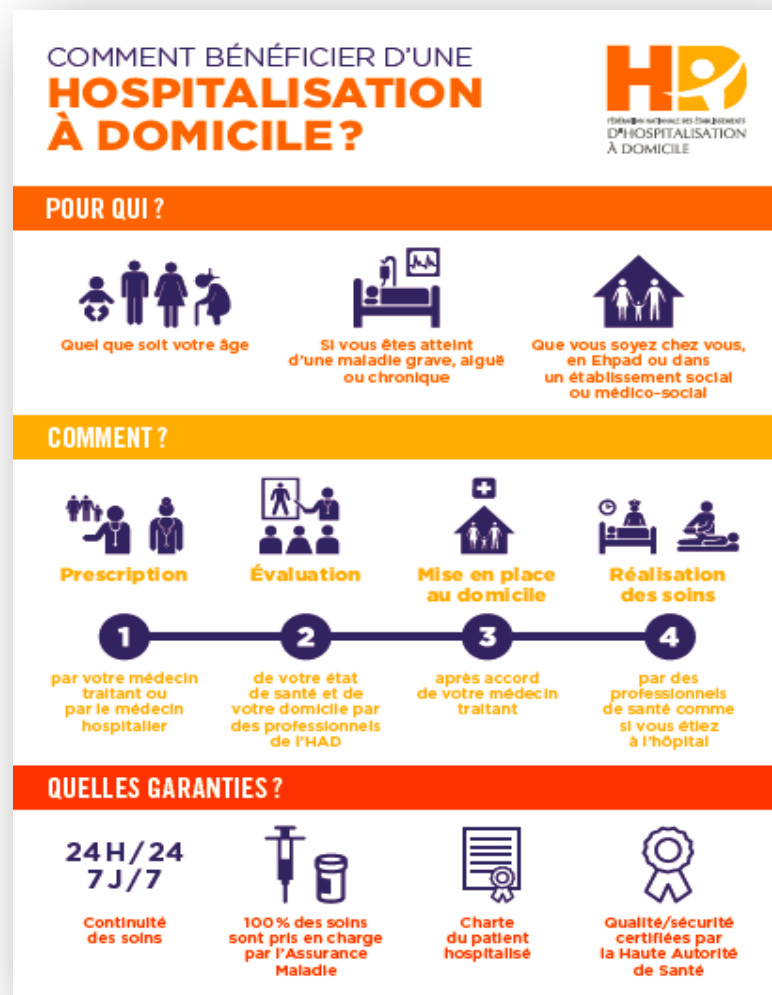 COMMENT BÉNÉFICIER D'UNE
HOSPITALISATION
À DOMICILE ?
HD
FÉDÉRATION NATIONALE DES ÉTABLISSEMENTS
D'HOSPITALISATION
À DOMICILE
POUR QUI ?
Quel que soit votre âge
Si vous êtes atteint
d'une maladie grave, aiguë
ou chronique
Que vous soyez chez vous,
en Ehpad ou dans
un établissement social
ou médico-social
COMMENT ?
Prescription
Évaluation
Mise en place
au domicile
Réalisation
des soins
1
2
3
4
par votre médecin
traitant ou
par le médecin
hospitalier
de votre état
de santé et de
votre domicile par
des professionnels
de l'HAD
après accord
de votre médecin
traitant
par des
professionnels
de santé comme
si vous étiez
à l'hôpital
QUELLES GARANTIES ?
24 H / 24
7 J / 7
Continuité
des soins
100 % des soins
sont pris en charge
par l'Assurance
Maladie
Charte
du patient
hospitalisé
Qualité/sécurité
certifiées par
la Haute Autorité
de Santé